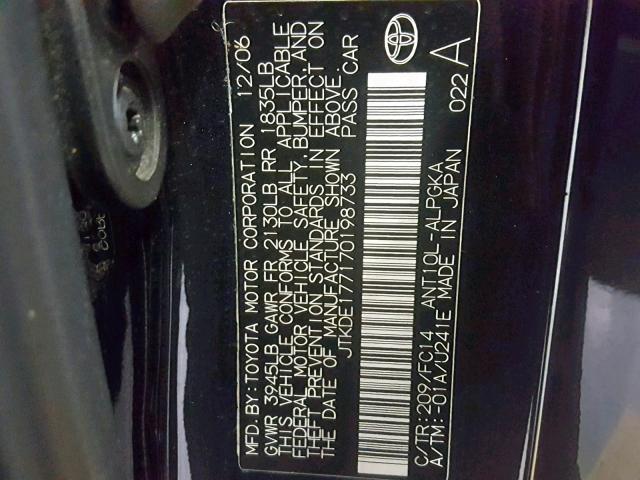 MFD.BY:TOYOTA MOTOR CORPORATION 12/06
GVWR 3945LB GAWR FR 2130LB RR 1835LB
THIS VEHICLE CONFORMS TO ALL APPLICABLE
FEDERAL MOTOR VEHICLE SAFETY, BUMPER, AND
THEFT PREVENTION STANDARDS IN EFFECT ON
THE DATE OF MANUFACTURE SHOWN ABOVE.
JTKDE177170198733 PASS CAR
C/TR:209/FC14 ANT10L-ALPGKA 022 A
A/TM:-01A/U241E MADE IN JAPAN